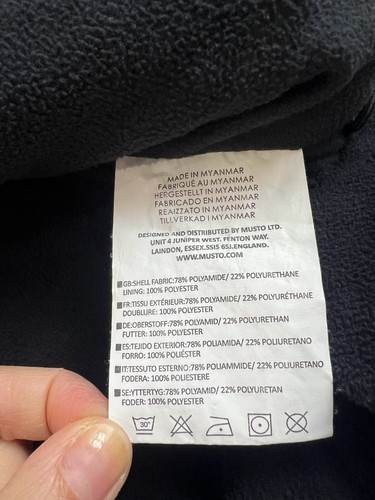 MADE IN MYANMAR
FABRIQUÉ AU MYANMAR
HERGESTELLT IN MYANMAR
FABRICADO EN MYANMAR
REAIZZATO IN MYANMAR
TILLVERKAD I MYANMAR
DESIGNED AND DISTRIBUTED BY MUSTO LTD.
UNIT 4 JUNIPER WEST. FENTON WAY.
LAINDON, ESSEX.SS15 6SJ.ENGLAND.
WWW.MUSTO.COM
GB:SHELL FABRIC:78% POLYAMIDE/ 22% POLYURETHANE
LINING: 100% POLYESTER
FR:TISSU EXTÉRIEUR:78% POLYAMIDE/ 22% POLYURÉTHANE
DOUBLURE: 100% POLYESTER
DE:OBERSTOFF:78% POLYAMID/ 22% POLYURETHAN
FUTTER: 100% POLYESTER
ES:TEJIDO EXTERIOR:78% POLIAMIDA/ 22% POLIURETANO
FORRO: 100% POLIÉSTER
IT:TESSUTO ESTERNO:78% POLIAMMIDE/ 22% POLIURETANO
FODERA: 100% POLIESTERE
SE:YTTERTYG:78% POLYAMID/ 22% POLYURETAN
FODER: 100% POLYESTER
30°